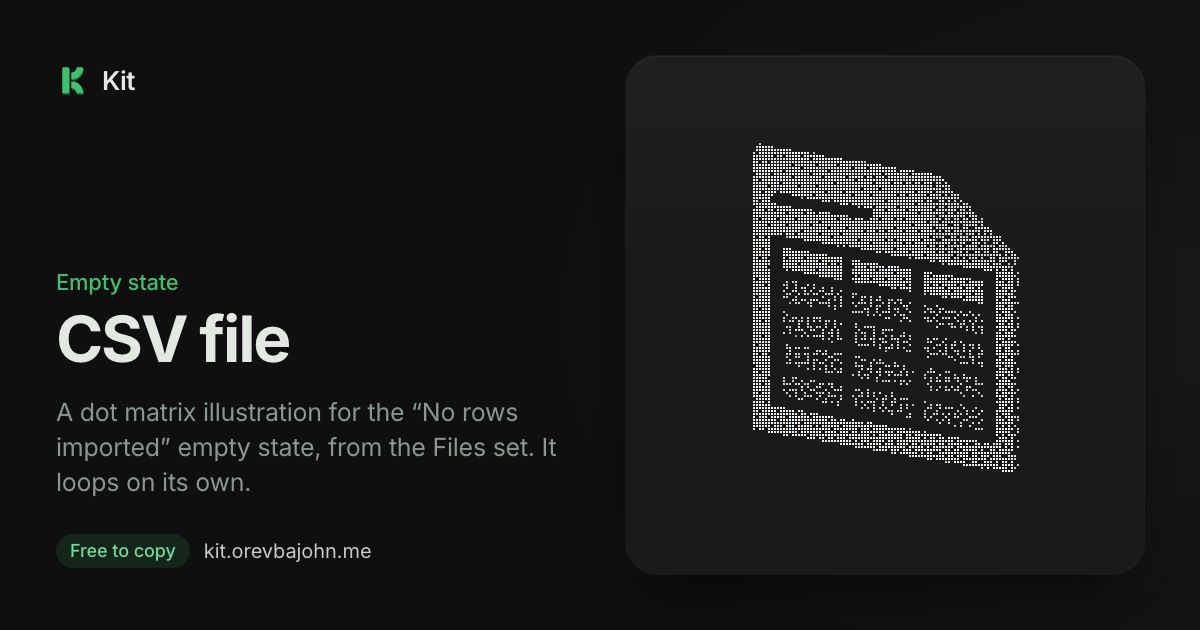 Kit
Empty state
CSV file
A dot matrix illustration for the “No rows
imported” empty state, from the Files set. It
loops on its own.
Free to copy
kit.orevbajohn.me